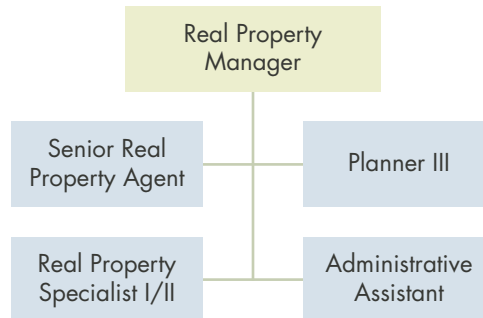 Real Property
Manager
Senior Real
Property Agent
Planner III
Real Property
Specialist I/II
Administrative
Assistant